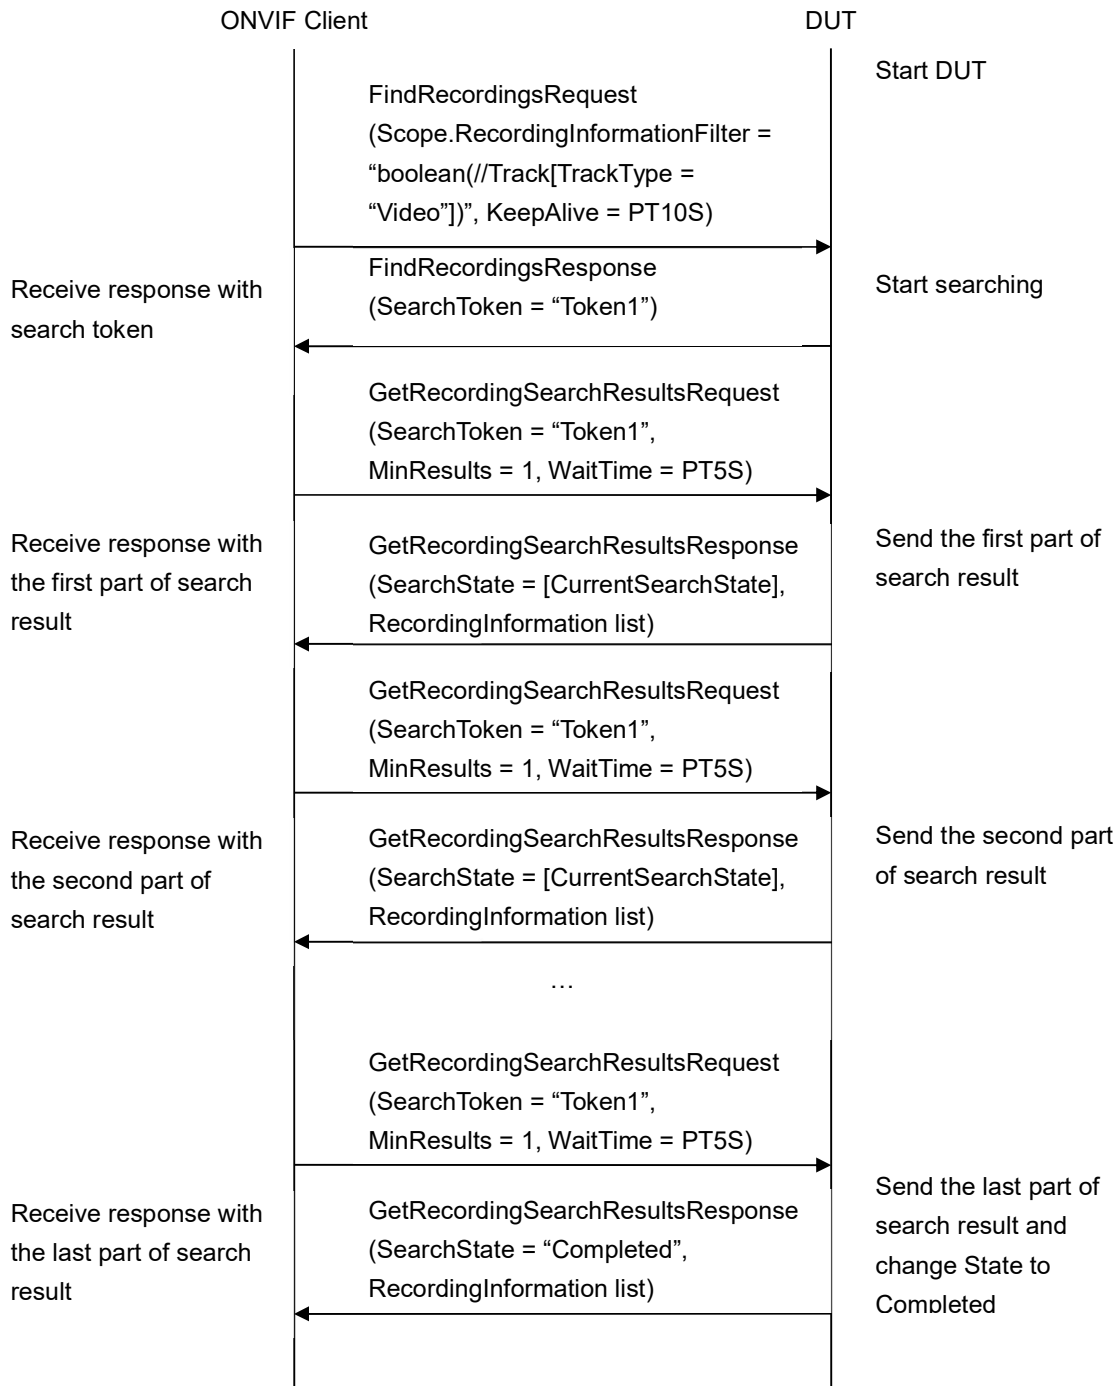 ONVIF Client
DUT
Start DUT
FindRecordingsRequest
(Scope.RecordingInformationFilter =
“boolean(//Track[TrackType =
“Video”])”, KeepAlive = PT10S)
FindRecordingsResponse
(SearchToken = “Token1”)
Receive response with
search token
Start searching
GetRecordingSearchResultsRequest
(SearchToken = “Token1”,
MinResults = 1, WaitTime = PT5S)
Receive response with
the first part of search
result
GetRecordingSearchResultsResponse
(SearchState = [CurrentSearchState],
RecordingInformation list)
Send the first part of
search result
GetRecordingSearchResultsRequest
(SearchToken = “Token1”,
MinResults = 1, WaitTime = PT5S)
Receive response with
the second part of
search result
GetRecordingSearchResultsResponse
(SearchState = [CurrentSearchState],
RecordingInformation list)
Send the second part
of search result
…
GetRecordingSearchResultsRequest
(SearchToken = “Token1”,
MinResults = 1, WaitTime = PT5S)
Receive response with
the last part of search
result
GetRecordingSearchResultsResponse
(SearchState = “Completed”,
RecordingInformation list)
Send the last part of
search result and
change State to
Completed